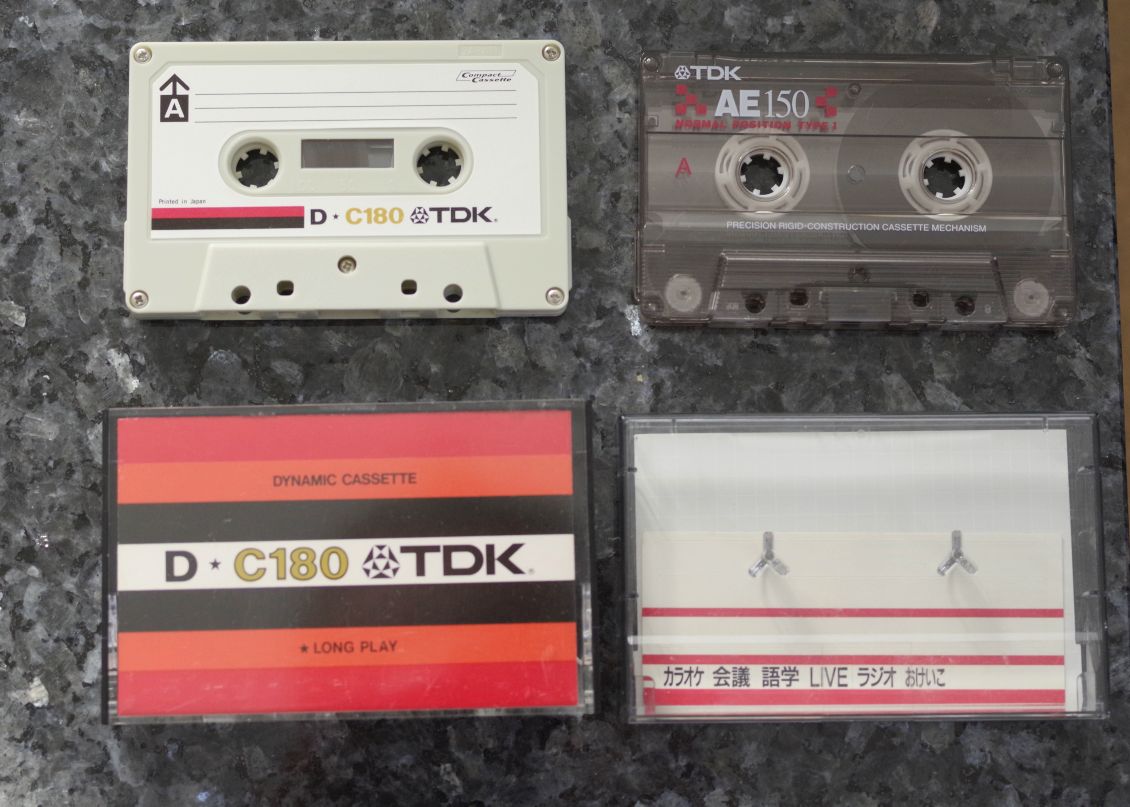 A
Compact
Cassette
Printed in Japan
D ★ C180 TDK®
TDK
AE150
NORMAL POSITION TYPE I
A
PRECISION RIGID-CONSTRUCTION CASSETTE MECHANISM
DYNAMIC CASSETTE
D ★ C180 TDK®
★ LONG PLAY
カラオケ 会議 語学 LIVE ラジオ おけいこ